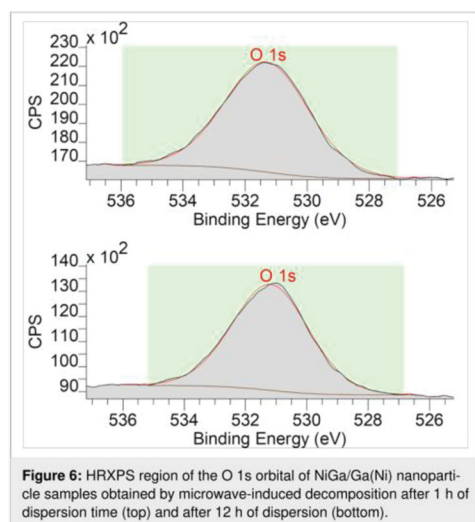 230 x 10²
220
210
200
190
180
170
CPS
O 1s
536 534 532 530 528 526
Binding Energy (eV)
140 x 10²
130
120
110
100
90
CPS
O 1s
536 534 532 530 528 526
Binding Energy (eV)
Figure 6: HRXPS region of the O 1s orbital of NiGa/Ga(Ni) nanoparti-
cle samples obtained by microwave-induced decomposition after 1 h of
dispersion time (top) and after 12 h of dispersion (bottom).